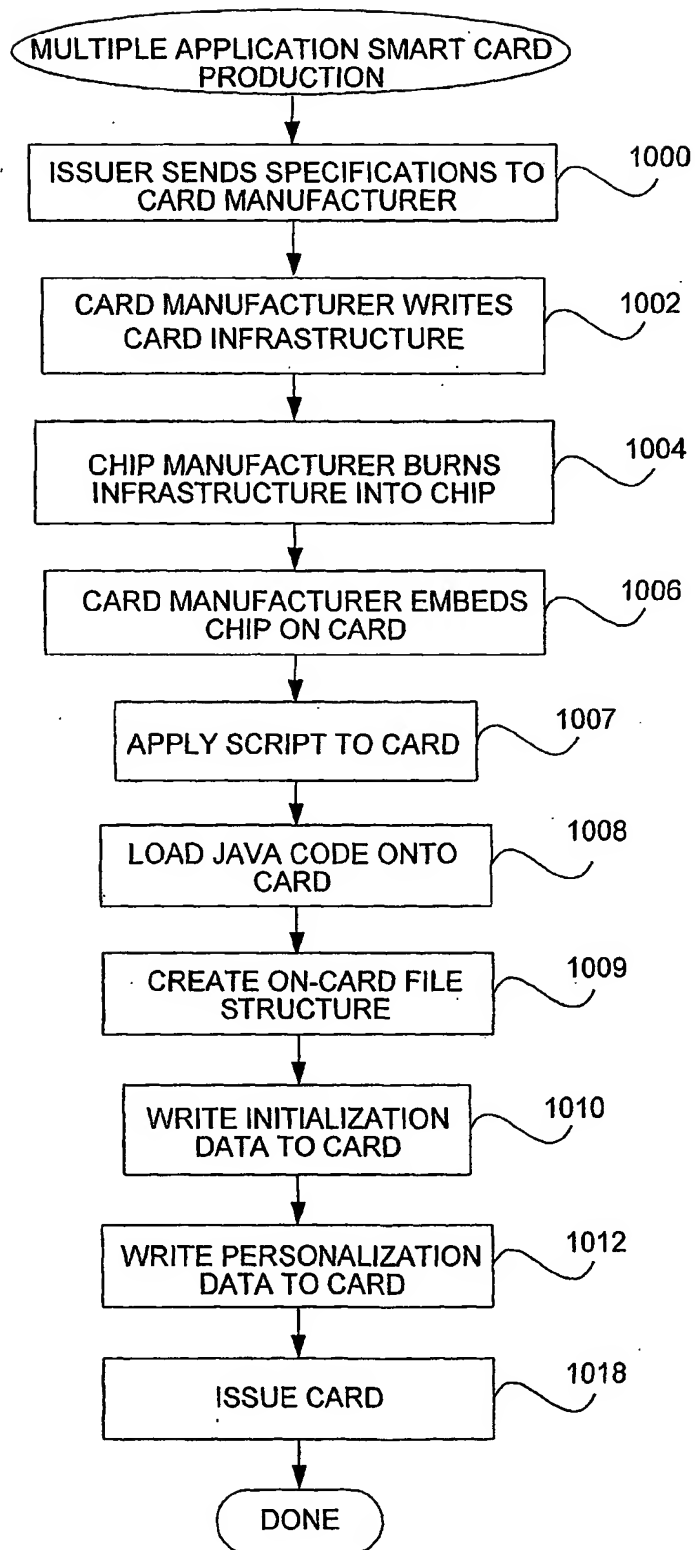 MULTIPLE APPLICATION SMART CARD
PRODUCTION
ISSUER SENDS SPECIFICATIONS TO
CARD MANUFACTURER
1000
CARD MANUFACTURER WRITES
CARD INFRASTRUCTURE
1002
CHIP MANUFACTURER BURNS
INFRASTRUCTURE INTO CHIP
1004
CARD MANUFACTURER EMBEDS
CHIP ON CARD
1006
APPLY SCRIPT TO CARD
1007
LOAD JAVA CODE ONTO
CARD
1008
CREATE ON-CARD FILE
STRUCTURE
1009
WRITE INITIALIZATION
DATA TO CARD
1010
WRITE PERSONALIZATION
DATA TO CARD
1012
ISSUE CARD
1018
DONE